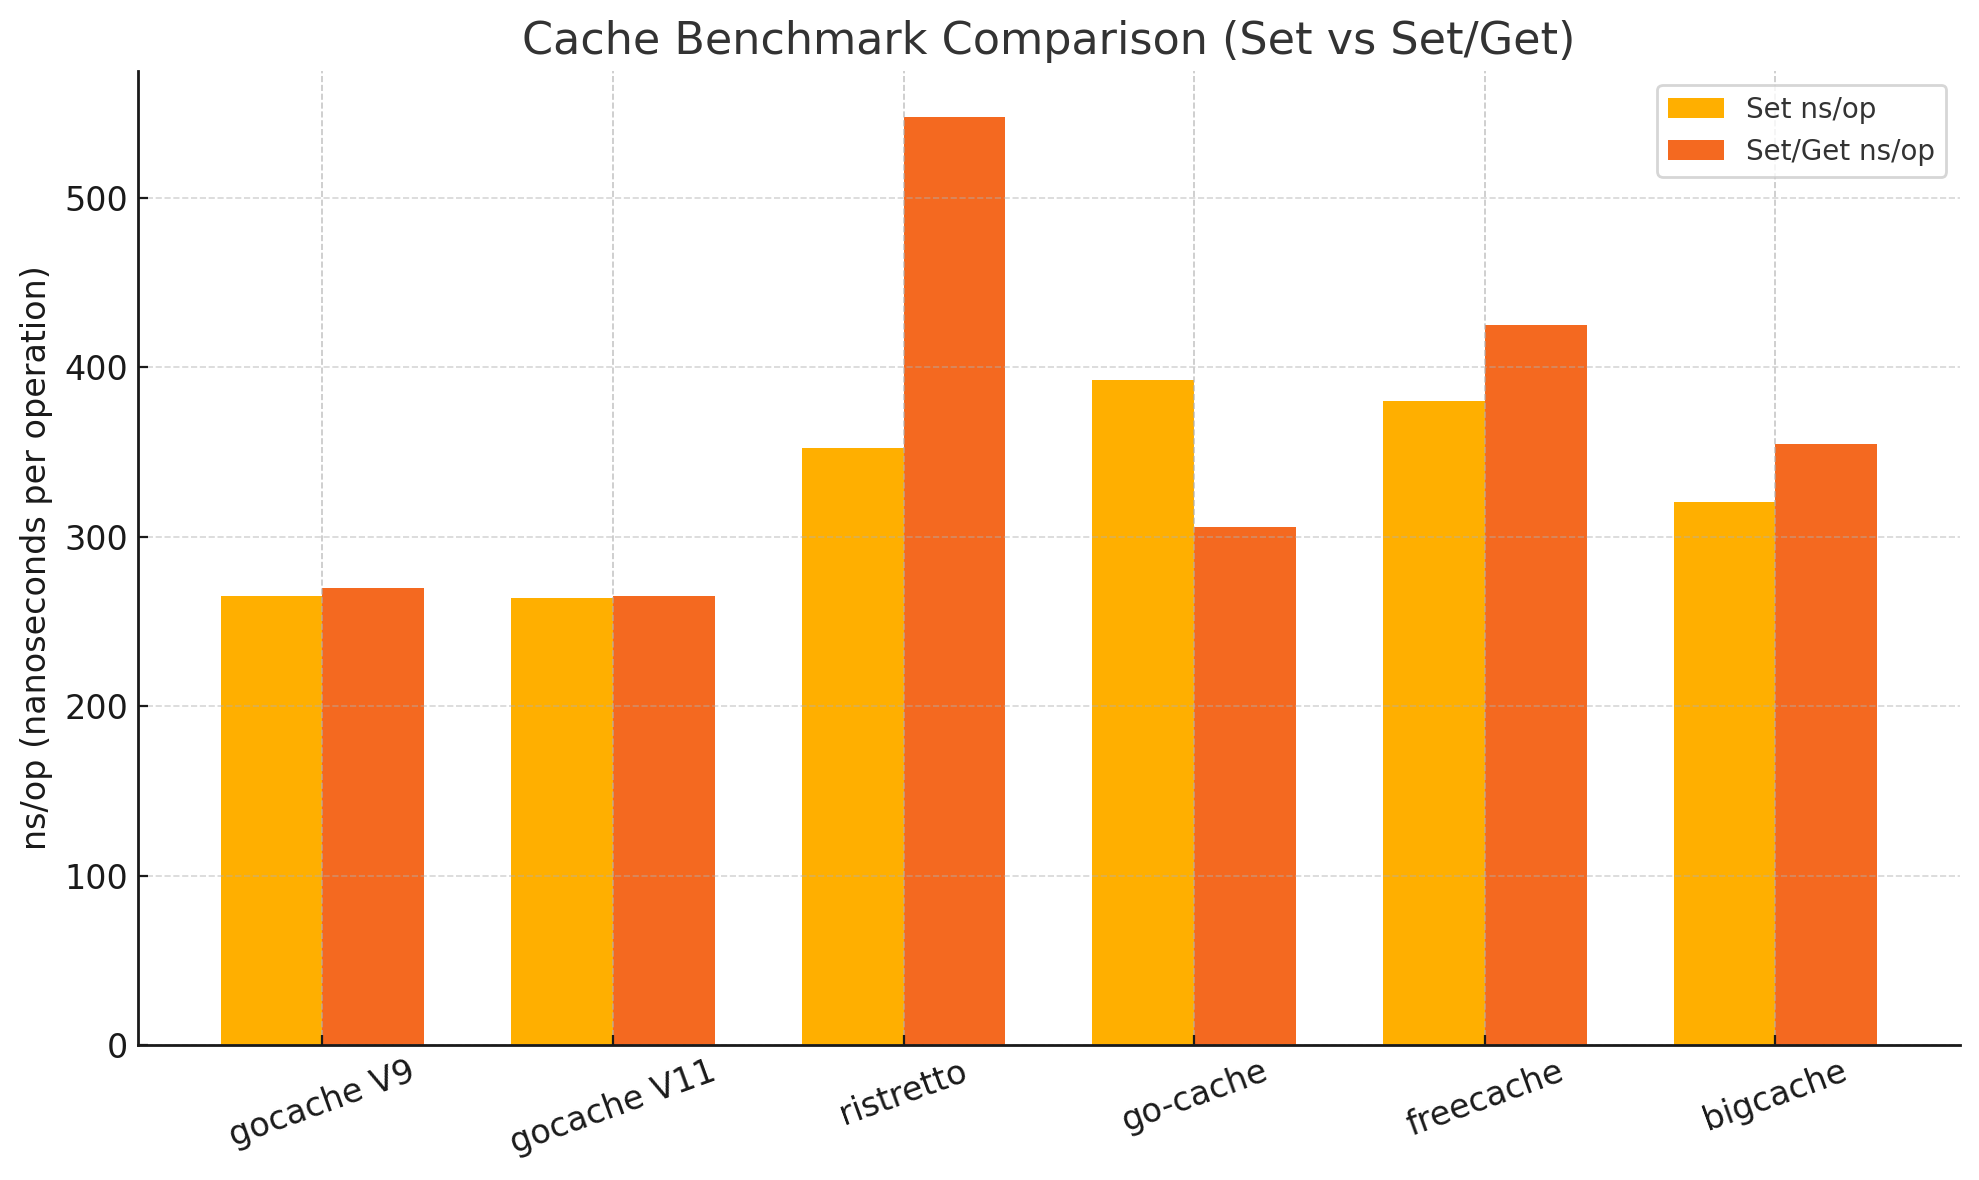 Cache Benchmark Comparison (Set vs Set/Get)
Set ns/op
Set/Get ns/op
ns/op (nanoseconds per operation)
500
400
300
200
100
0
gocache V9
gocache V11
ristretto
go-cache
freecache
bigcache